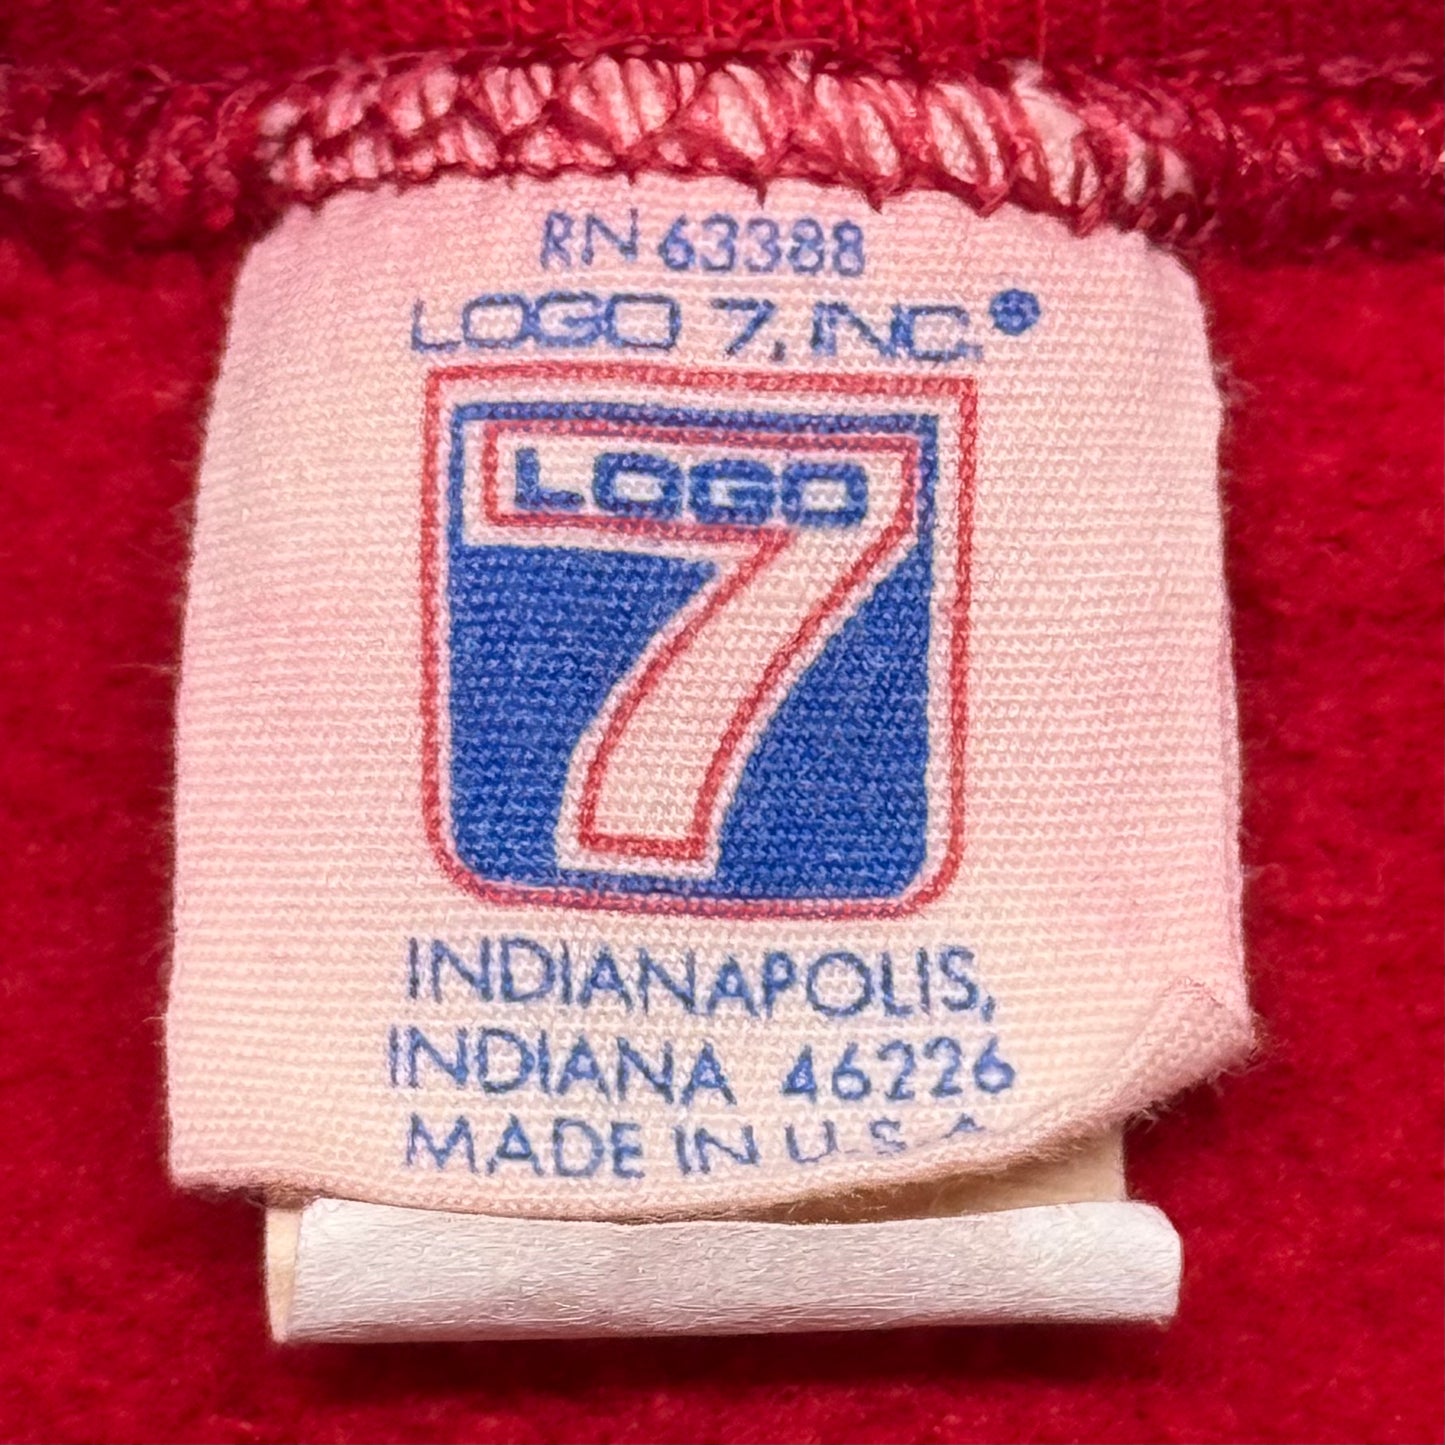 RN 63388
LOGO 7, INC.®
LOGO
7
INDIANAPOLIS,
INDIANA 46226
MADE IN U.S.A